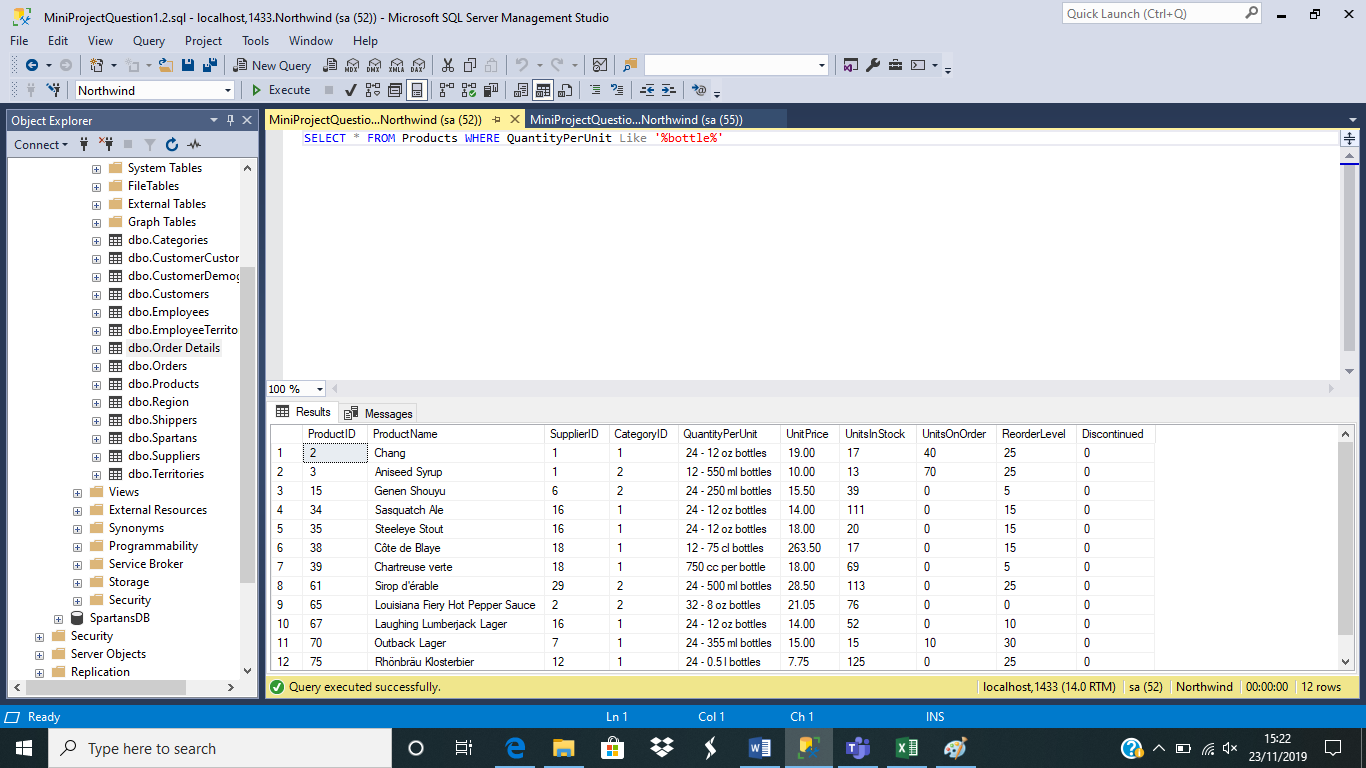 MiniProjectQuestion1.2.sql - localhost,1433.Northwind (sa (52)) - Microsoft SQL Server Management Studio
Quick Launch (Ctrl+Q)
File Edit View Query Project Tools Window Help
New Query MDX DMX XMLA DAX
Northwind Execute
Object Explorer
MiniProjectQuestio...Northwind (sa (52)) MiniProjectQuestio...Northwind (sa (55))
Connect
SELECT * FROM Products WHERE QuantityPerUnit Like '%bottle%'
System Tables
FileTables
External Tables
Graph Tables
dbo.Categories
dbo.CustomerCustor
dbo.CustomerDemog
dbo.Customers
dbo.Employees
dbo.EmployeeTerrito
dbo.Order Details
dbo.Orders
dbo.Products
dbo.Region
dbo.Shippers
dbo.Spartans
dbo.Suppliers
dbo.Territories
Views
External Resources
Synonyms
Programmability
Service Broker
Storage
Security
SpartansDB
Security
Server Objects
Replication
100 %
Results Messages
ProductID ProductName SupplierID CategoryID QuantityPerUnit UnitPrice UnitsInStock UnitsOnOrder ReorderLevel Discontinued
1 2 Chang 1 1 24 - 12 oz bottles 19.00 17 40 25 0
2 3 Aniseed Syrup 1 2 12 - 550 ml bottles 10.00 13 70 25 0
3 15 Genen Shouyu 6 2 24 - 250 ml bottles 15.50 39 0 5 0
4 34 Sasquatch Ale 16 1 24 - 12 oz bottles 14.00 111 0 15 0
5 35 Steeleye Stout 16 1 24 - 12 oz bottles 18.00 20 0 15 0
6 38 Côte de Blaye 18 1 12 - 75 cl bottles 263.50 17 0 15 0
7 39 Chartreuse verte 18 1 750 cc per bottle 18.00 69 0 5 0
8 61 Sirop d'érable 29 2 24 - 500 ml bottles 28.50 113 0 25 0
9 65 Louisiana Fiery Hot Pepper Sauce 2 2 32 - 8 oz bottles 21.05 76 0 0 0
10 67 Laughing Lumberjack Lager 16 1 24 - 12 oz bottles 14.00 52 0 10 0
11 70 Outback Lager 7 1 24 - 355 ml bottles 15.00 15 10 30 0
12 75 Rhönbräu Klosterbier 12 1 24 - 0.5 l bottles 7.75 125 0 25 0
Query executed successfully. localhost,1433 (14.0 RTM) sa (52) Northwind 00:00:00 12 rows
Ready Ln 1 Col 1 Ch 1 INS
Type here to search
15:22
23/11/2019